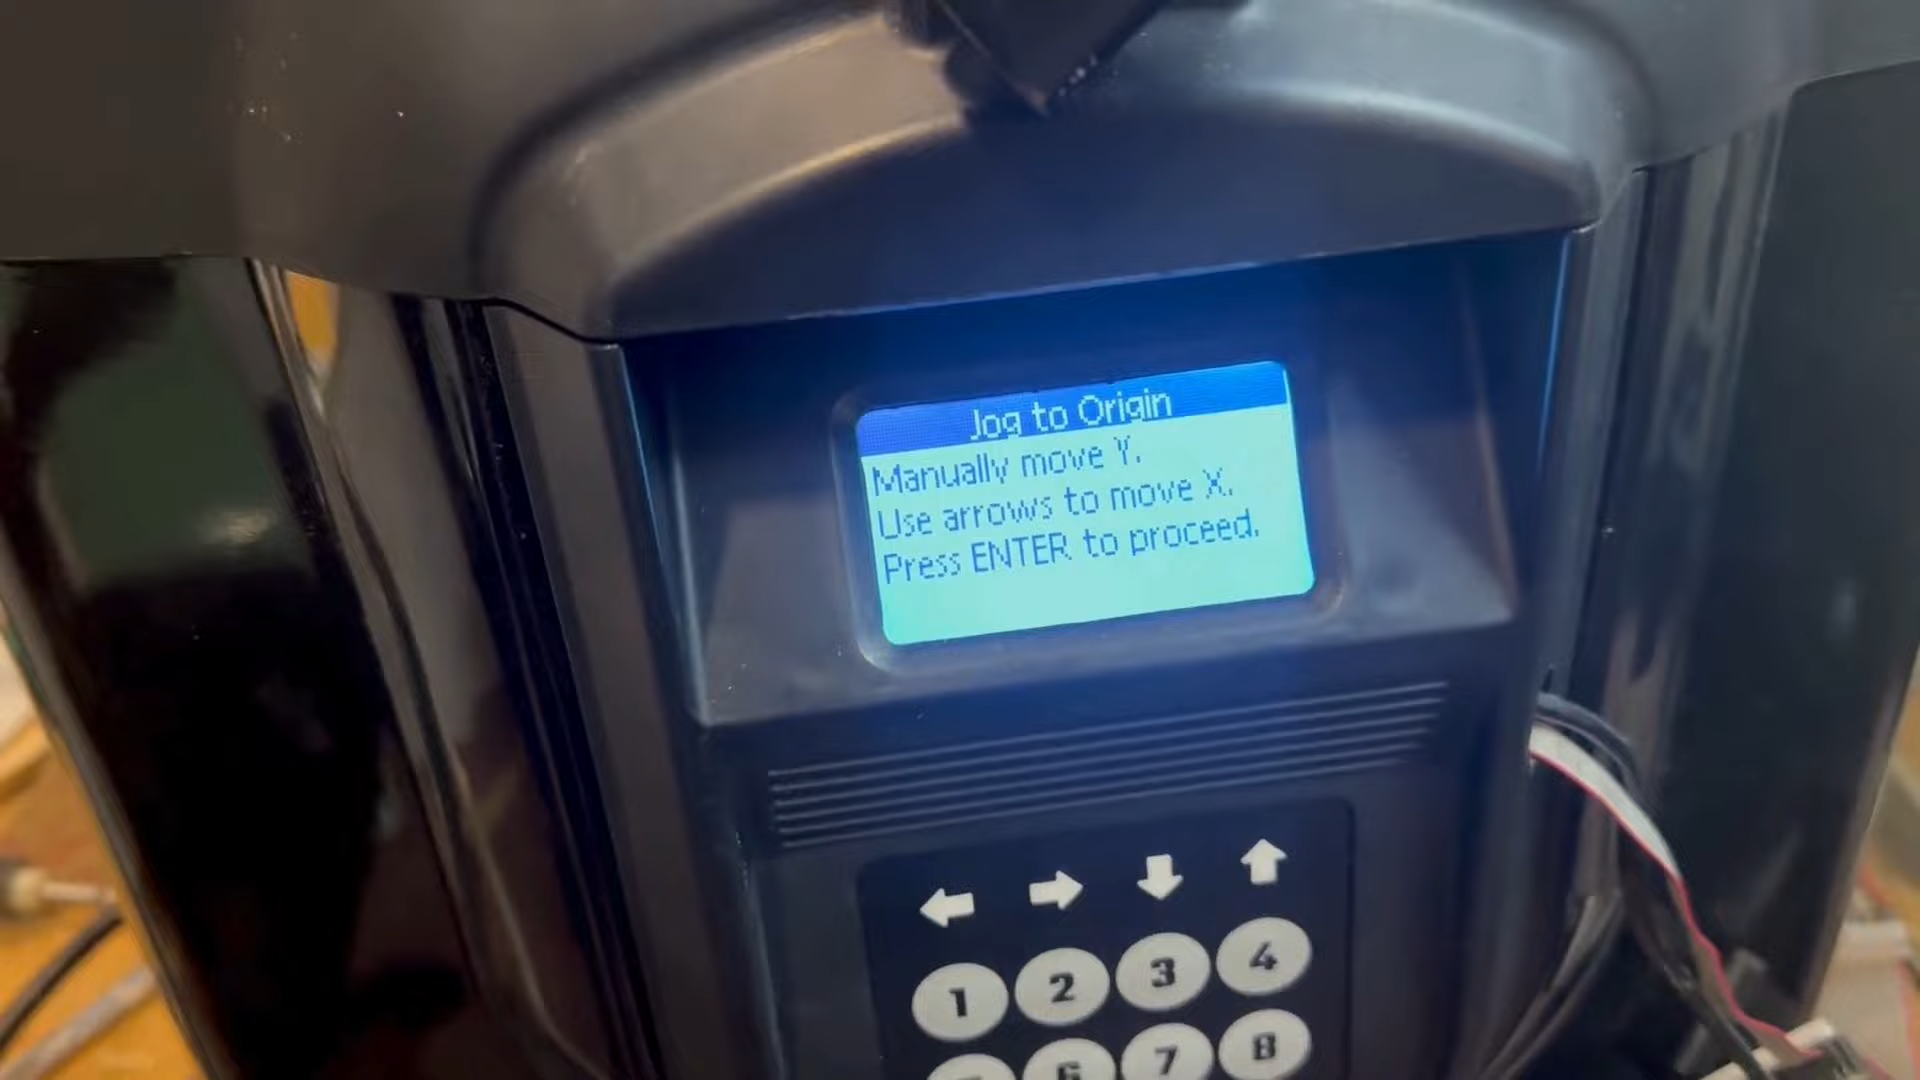 Jog to Origin
Manually move Y.
Use arrows to move X.
Press ENTER to proceed.
1 2 3 4
6 7 8